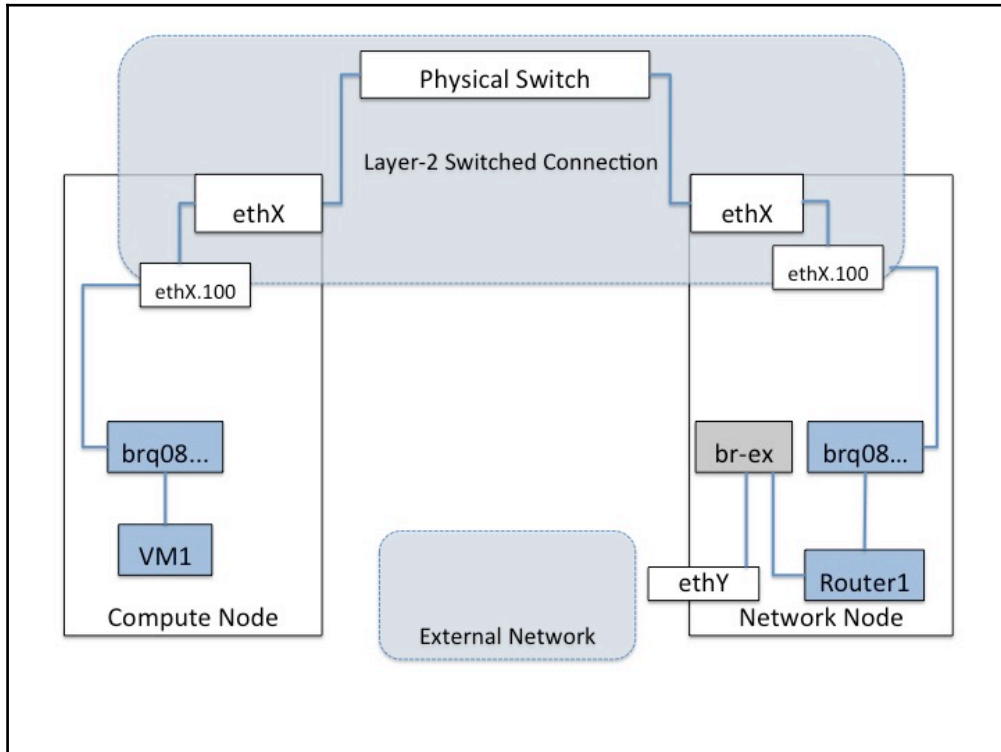 Physical Switch
Layer-2 Switched Connection
ethX
ethX
ethX.100
ethX.100
brq08...
br-ex
brq08...
VM1
ethY
Router1
Compute Node
External Network
Network Node